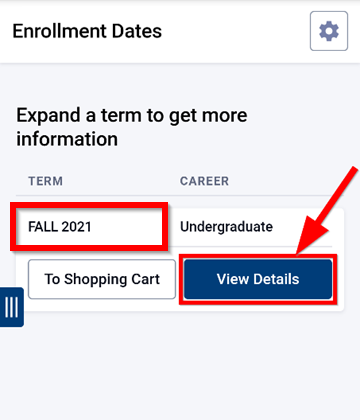 Enrollment Dates
Expand a term to get more
information
TERM CAREER
FALL 2021 Undergraduate
To Shopping Cart View Details